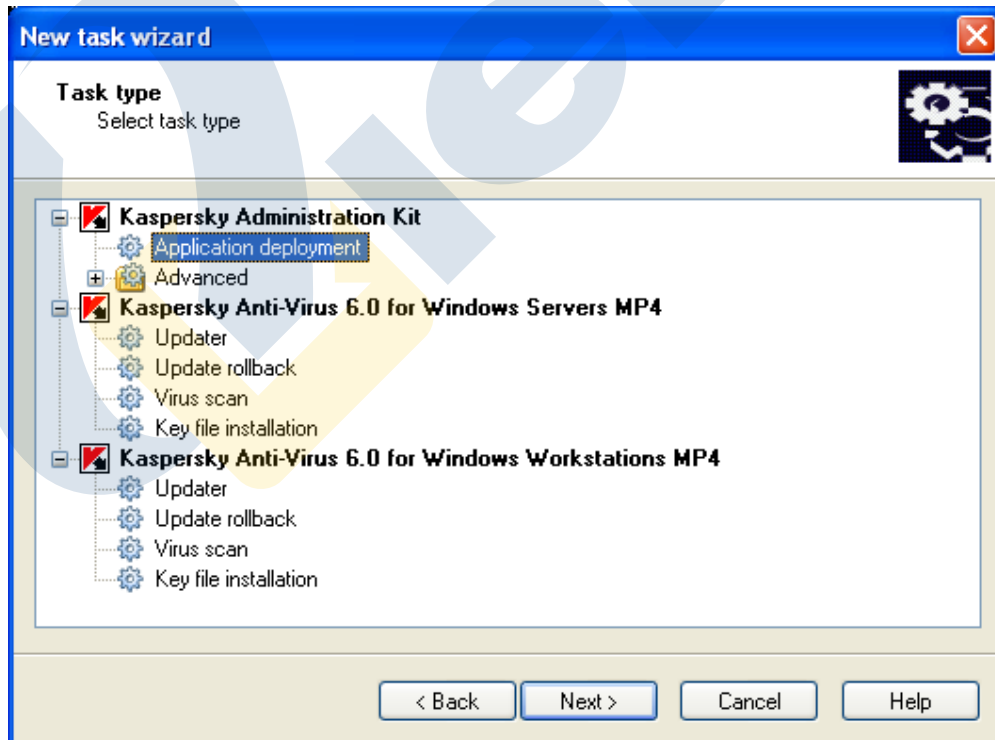 New task wizard
Task type
Select task type
Kaspersky Administration Kit
Application deployment
Advanced
Kaspersky Anti-Virus 6.0 for Windows Servers MP4
Updater
Update rollback
Virus scan
Key file installation
Kaspersky Anti-Virus 6.0 for Windows Workstations MP4
Updater
Update rollback
Virus scan
Key file installation
< Back Next > Cancel Help